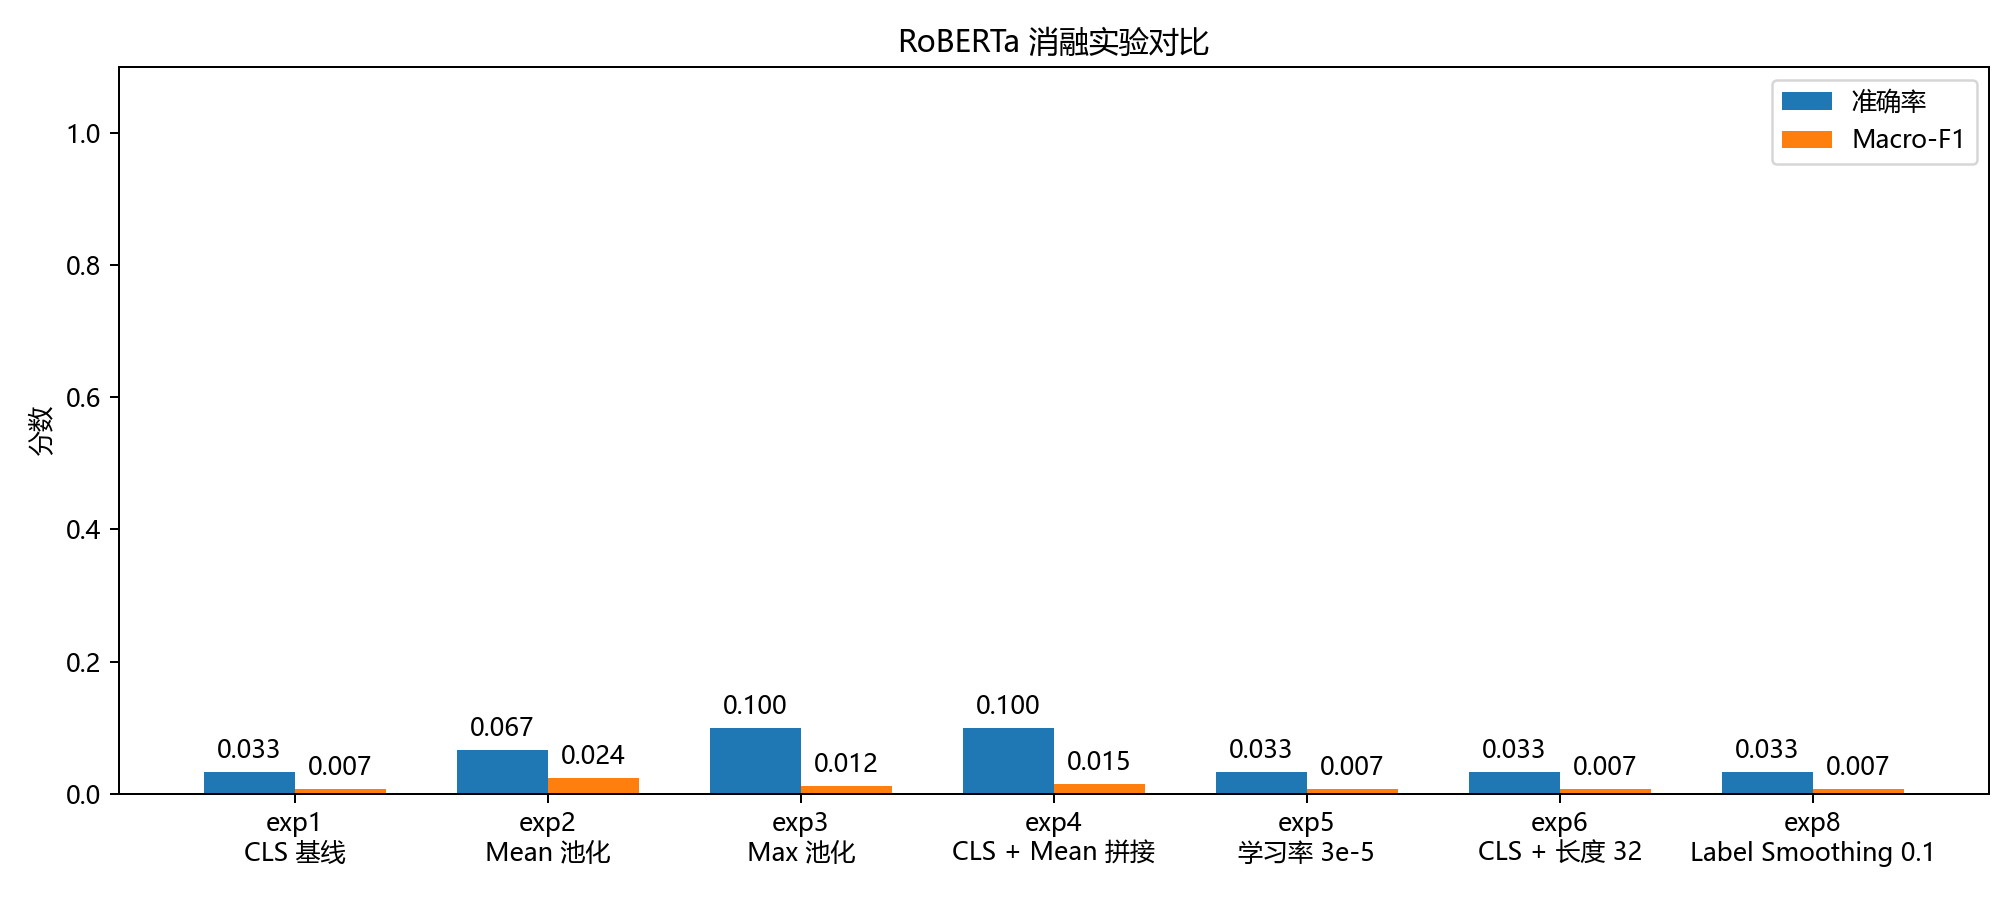 RoBERTa 消融实验对比
准确率
Macro-F1
分数
1.0
0.8
0.6
0.4
0.2
0.0
0.033
0.007
0.067
0.024
0.100
0.012
0.100
0.015
0.033
0.007
0.033
0.007
0.033
0.007
exp1
CLS 基线
exp2
Mean 池化
exp3
Max 池化
exp4
CLS + Mean 拼接
exp5
学习率 3e-5
exp6
CLS + 长度 32
exp8
Label Smoothing 0.1